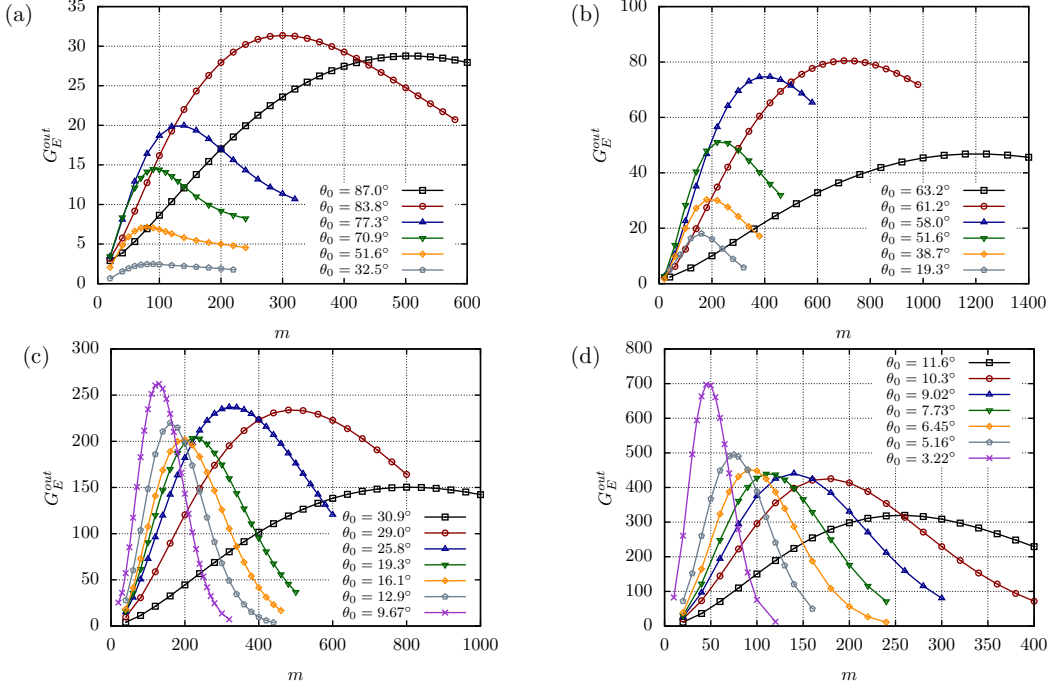 (a)
G_E^{out}
35
30
25
20
15
10
5
0
θ₀ = 87.0°
θ₀ = 83.8°
θ₀ = 77.3°
θ₀ = 70.9°
θ₀ = 51.6°
θ₀ = 32.5°
0 100 200 300 400 500 600
m
(b)
G_E^{out}
100
80
60
40
20
0
θ₀ = 63.2°
θ₀ = 61.2°
θ₀ = 58.0°
θ₀ = 51.6°
θ₀ = 38.7°
θ₀ = 19.3°
0 200 400 600 800 1000 1200 1400
m
(c)
G_E^{out}
300
250
200
150
100
50
0
θ₀ = 30.9°
θ₀ = 29.0°
θ₀ = 25.8°
θ₀ = 19.3°
θ₀ = 16.1°
θ₀ = 12.9°
θ₀ = 9.67°
0 200 400 600 800 1000
m
(d)
G_E^{out}
800
700
600
500
400
300
200
100
0
θ₀ = 11.6°
θ₀ = 10.3°
θ₀ = 9.02°
θ₀ = 7.73°
θ₀ = 6.45°
θ₀ = 5.16°
θ₀ = 3.22°
0 50 100 150 200 250 300 350 400
m